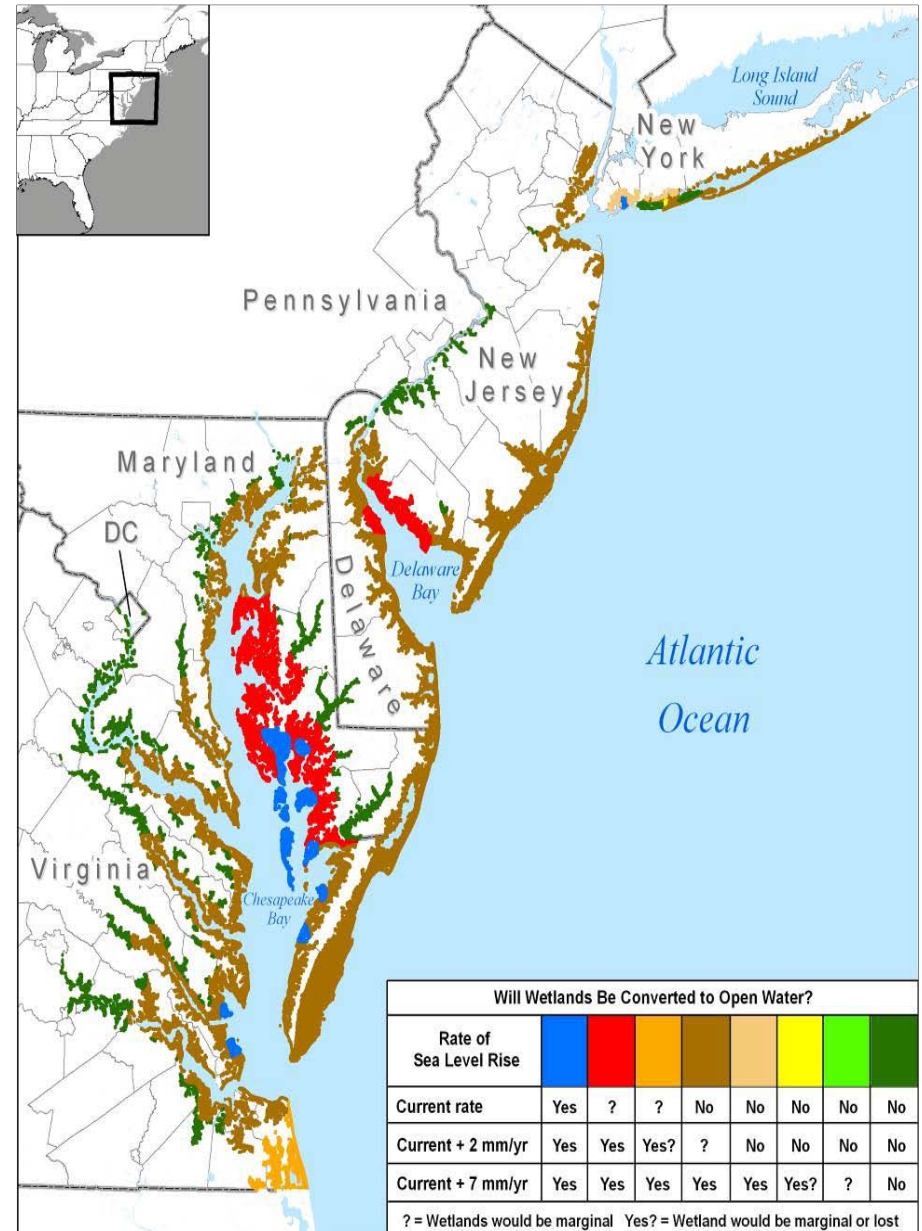 Long Island
Sound
New
York
Pennsylvania
New
Jersey
Maryland
DC
Delaware
Delaware
Bay
Atlantic
Ocean
Virginia
Chesapeake
Bay
Will Wetlands Be Converted to Open Water?
Rate of
Sea Level Rise
Current rate Yes ? ? No No No No No
Current + 2 mm/yr Yes Yes Yes? ? No No No No
Current + 7 mm/yr Yes Yes Yes Yes Yes Yes? ? No
? = Wetlands would be marginal Yes? = Wetland would be marginal or lost